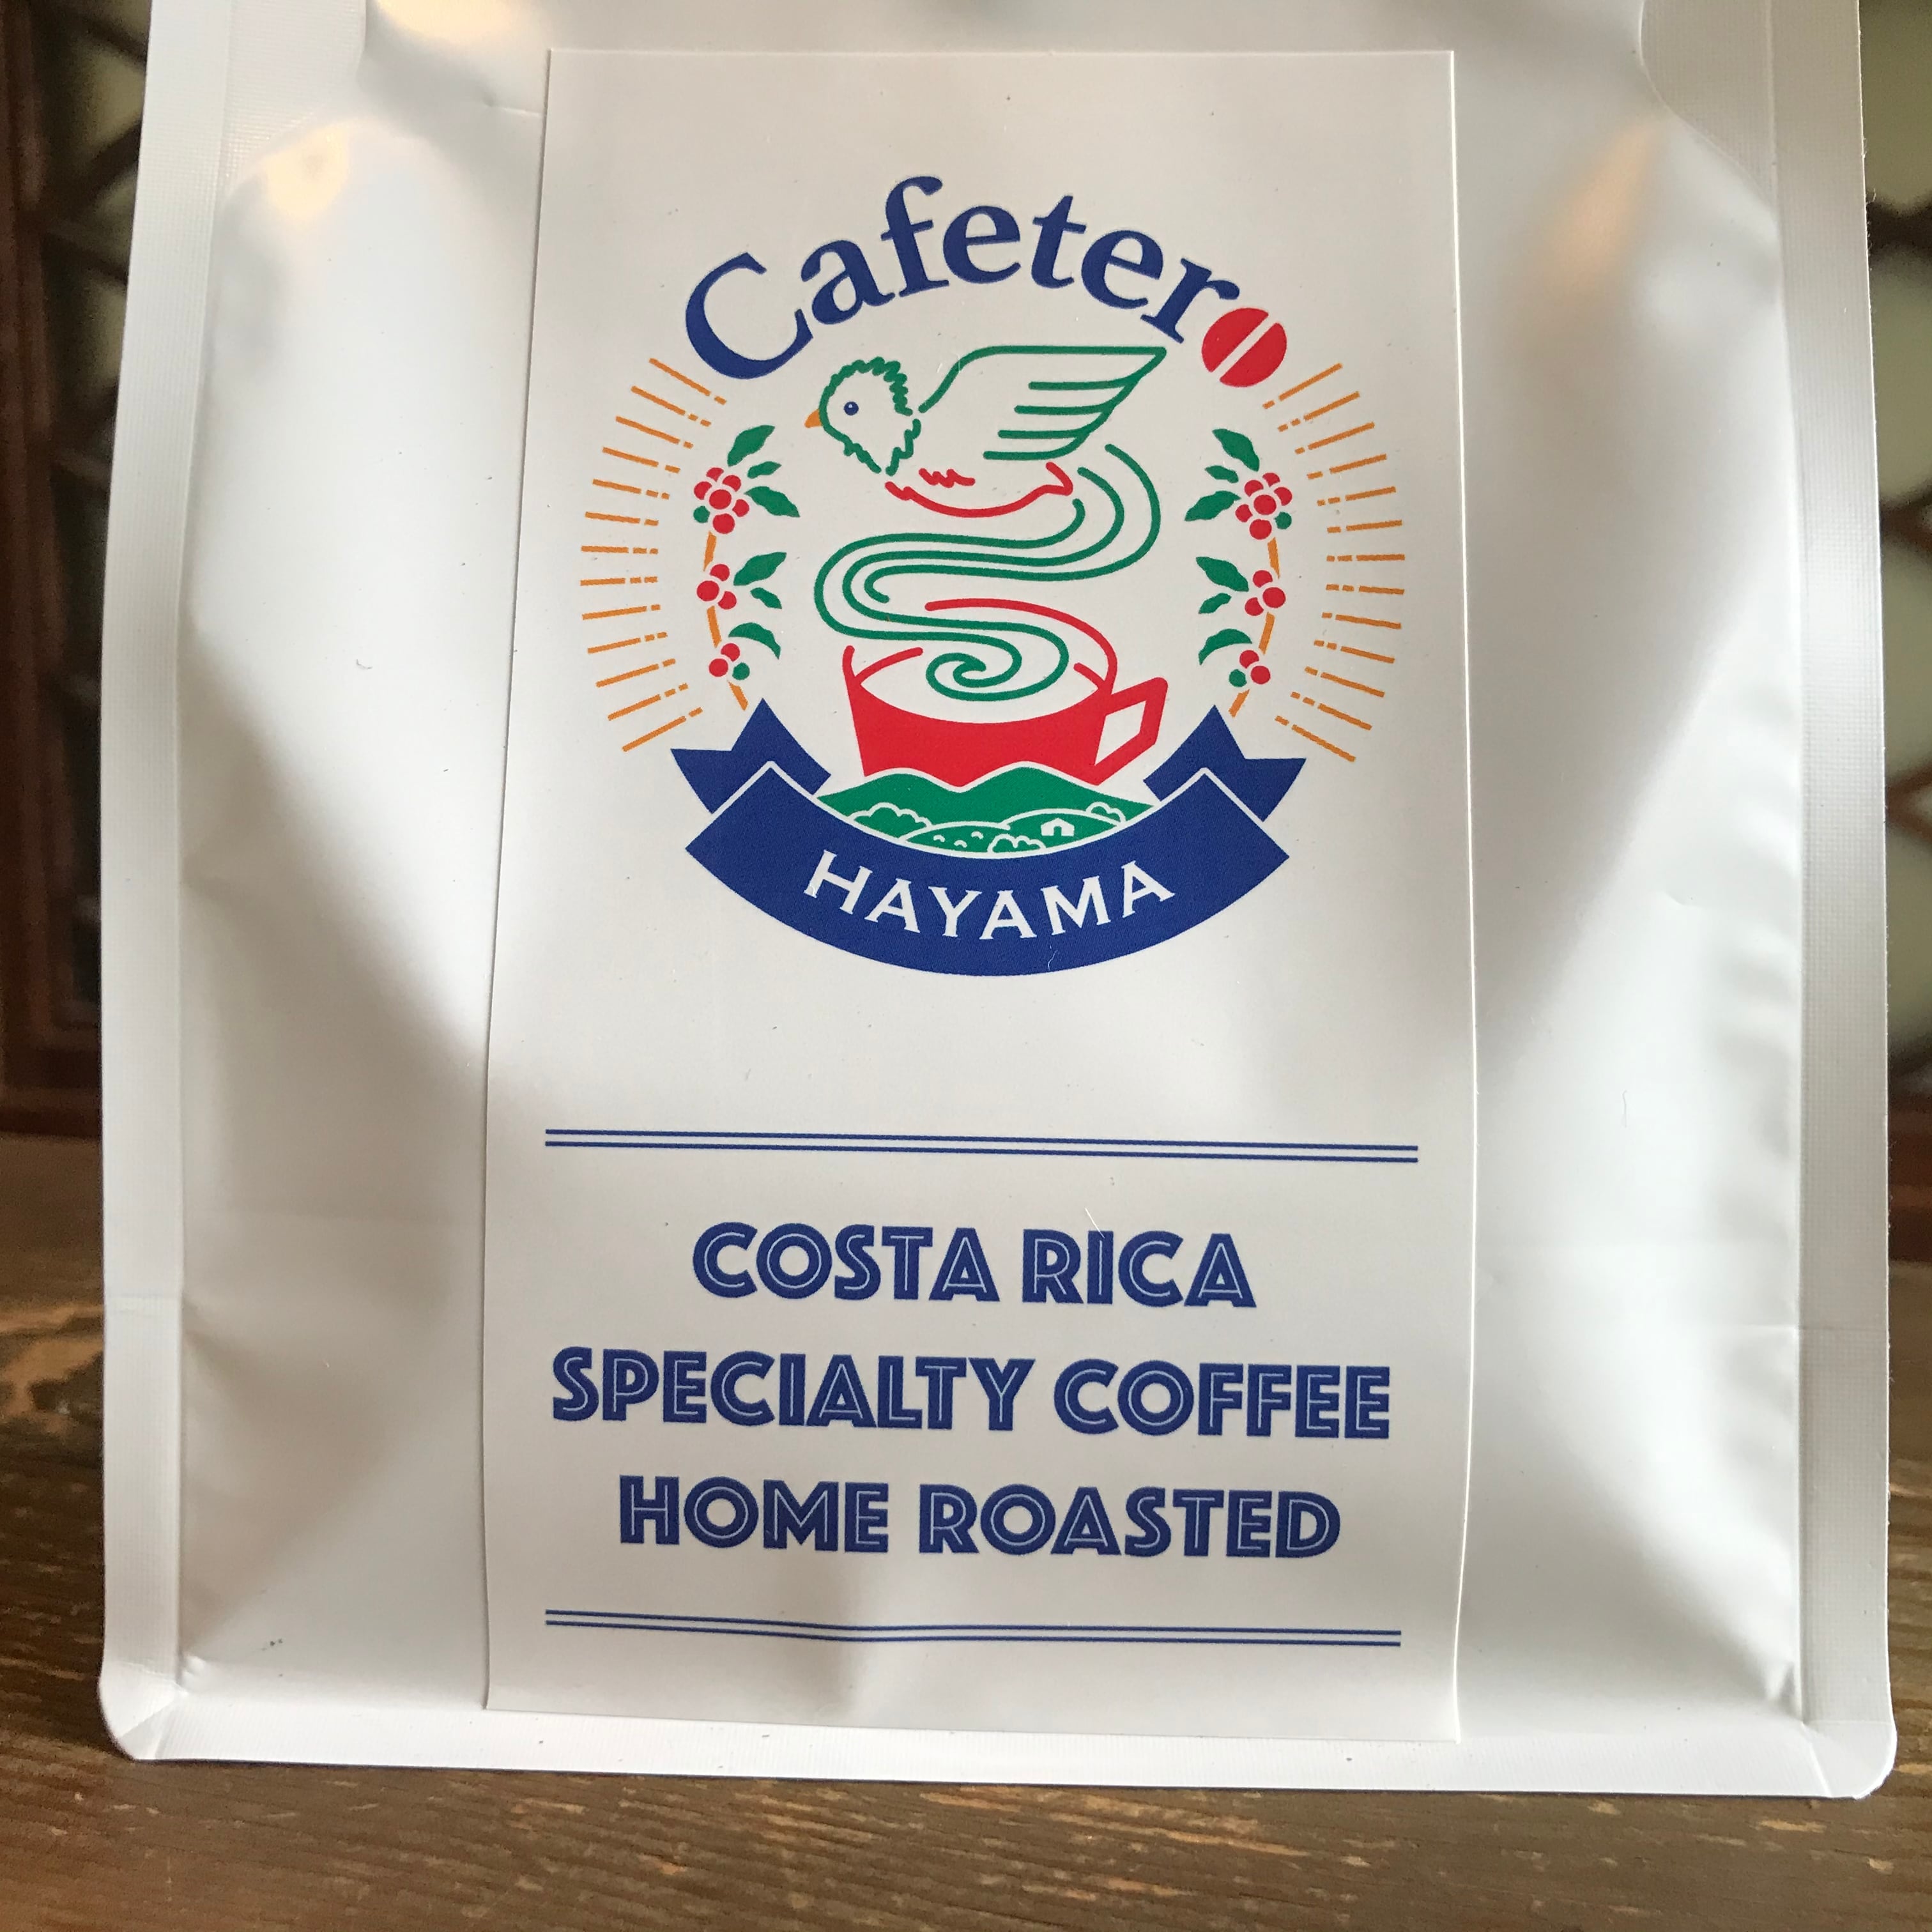 Cafetero
HAYAMA
COSTA RICA
SPECIALTY COFFEE
HOME ROASTED